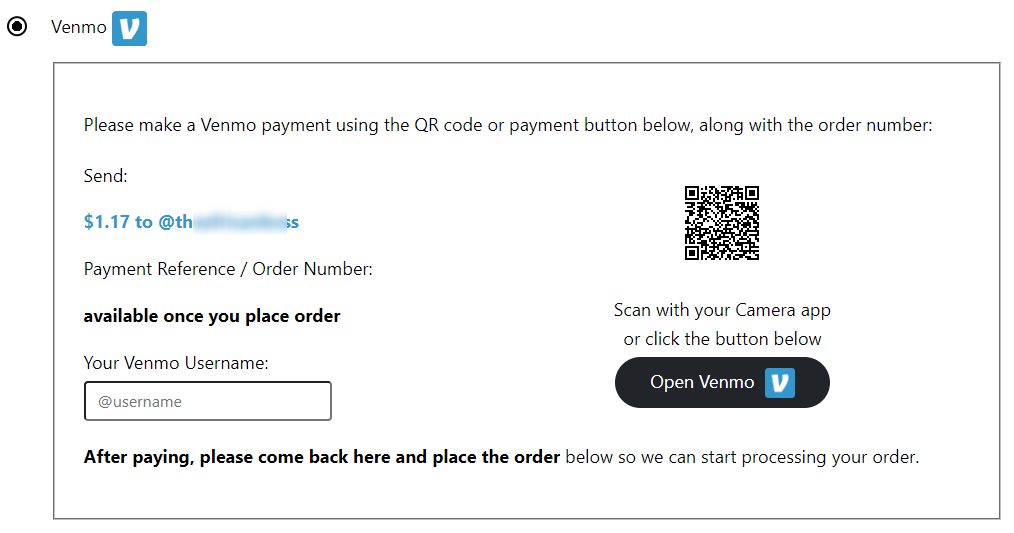 Venmo
Please make a Venmo payment using the QR code or payment button below, along with the order number:
Send:
$1.17 to
Payment Reference / Order Number:
available once you place order
Your Venmo Username:
@username
Scan with your Camera app
or click the button below
Open Venmo
After paying, please come back here and place the order below so we can start processing your order.